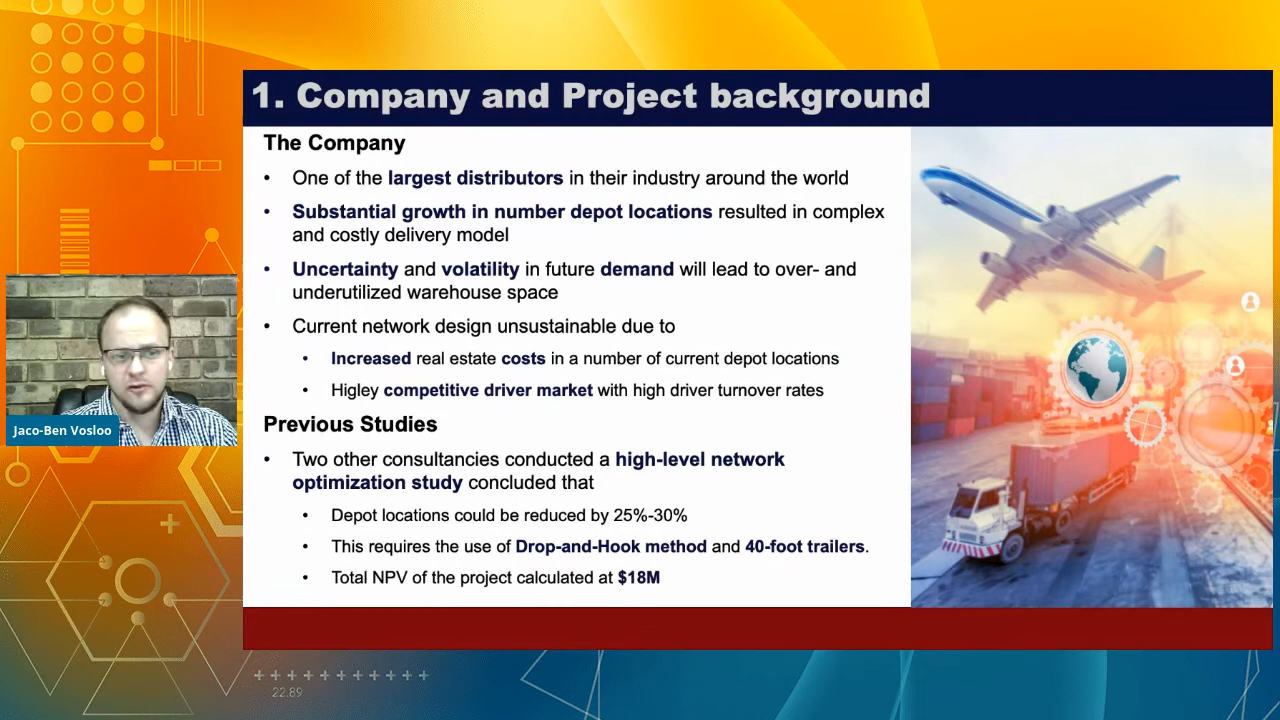 1. Company and Project background
The Company
• One of the largest distributors in their industry around the world
• Substantial growth in number depot locations resulted in complex
and costly delivery model
• Uncertainty and volatility in future demand will lead to over- and
underutilized warehouse space
• Current network design unsustainable due to
• Increased real estate costs in a number of current depot locations
• Higley competitive driver market with high driver turnover rates
Previous Studies
• Two other consultancies conducted a high-level network
optimization study concluded that
• Depot locations could be reduced by 25%-30%
• This requires the use of Drop-and-Hook method and 40-foot trailers.
• Total NPV of the project calculated at $18M
Jaco-Ben Vosloo
22.89